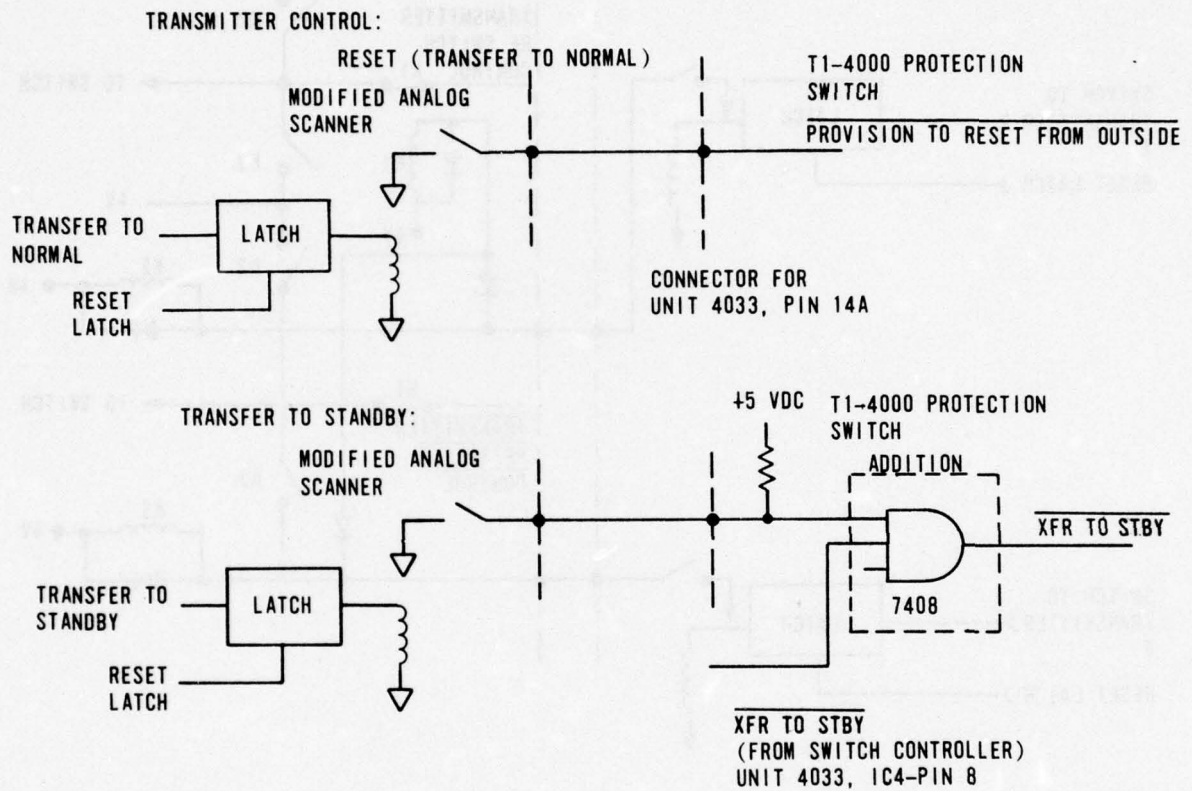 TRANSMITTER CONTROL:
RESET (TRANSFER TO NORMAL)
MODIFIED ANALOG
SCANNER
T1-4000 PROTECTION
SWITCH
PROVISION TO RESET FROM OUTSIDE
TRANSFER TO
NORMAL
LATCH
RESET
LATCH
CONNECTOR FOR
UNIT 4033, PIN 14A
TRANSFER TO STANDBY:
MODIFIED ANALOG
SCANNER
+5 VDC
T1-4000 PROTECTION
SWITCH
ADDITION
XFR TO STBY
7408
TRANSFER TO
STANDBY
LATCH
RESET
LATCH
XFR TO STBY
(FROM SWITCH CONTROLLER)
UNIT 4033, IC4-PIN 8